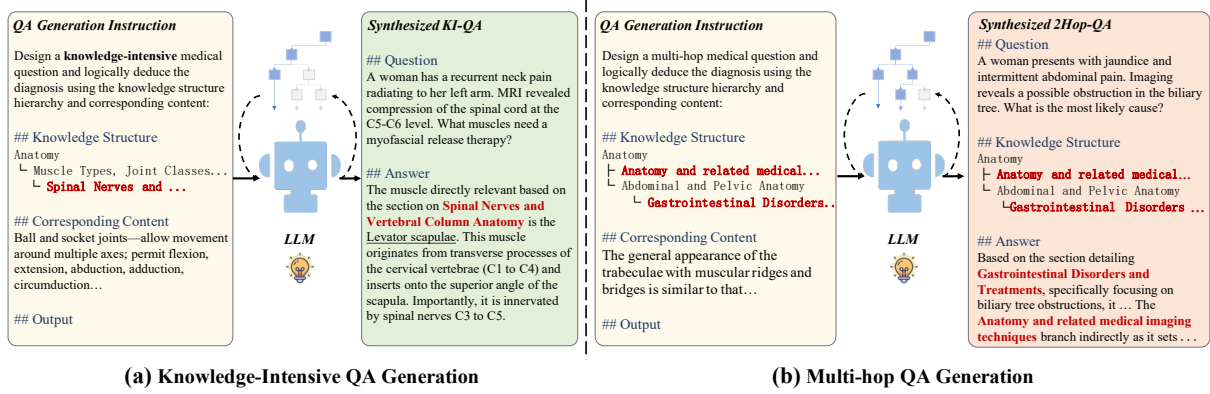 QA Generation Instruction
Design a knowledge-intensive medical
question and logically deduce the
diagnosis using the knowledge structure
hierarchy and corresponding content:
## Knowledge Structure
Anatomy
└ Muscle Types, Joint Classes...
└ Spinal Nerves and ...
## Corresponding Content
Ball and socket joints—allow movement
around multiple axes; permit flexion,
extension, abduction, adduction,
circumduction…
## Output
LLM
Synthesized KI-QA
## Question
A woman has a recurrent neck pain
radiating to her left arm. MRI revealed
compression of the spinal cord at the
C5-C6 level. What muscles need a
myofascial release therapy?
## Answer
The muscle directly relevant based on
the section on Spinal Nerves and
Vertebral Column Anatomy is the
Levator scapulae. This muscle
originates from transverse processes of
the cervical vertebrae (C1 to C4) and
inserts onto the superior angle of the
scapula. Importantly, it is innervated
by spinal nerves C3 to C5.
(a) Knowledge-Intensive QA Generation
QA Generation Instruction
Design a multi-hop medical question and
logically deduce the diagnosis using the
knowledge structure hierarchy and
corresponding content:
## Knowledge Structure
Anatomy
├ Anatomy and related medical...
└ Abdominal and Pelvic Anatomy
└ Gastrointestinal Disorders..
## Corresponding Content
The general appearance of the
trabeculae with muscular ridges and
bridges is similar to that…
## Output
LLM
Synthesized 2Hop-QA
## Question
A woman presents with jaundice and
intermittent abdominal pain. Imaging
reveals a possible obstruction in the biliary
tree. What is the most likely cause?
## Knowledge Structure
Anatomy
├ Anatomy and related medical...
└ Abdominal and Pelvic Anatomy
└Gastrointestinal Disorders ...
## Answer
Based on the section detailing
Gastrointestinal Disorders and
Treatments, specifically focusing on
biliary tree obstructions, it … The
Anatomy and related medical imaging
techniques branch indirectly as it sets . . .
(b) Multi-hop QA Generation